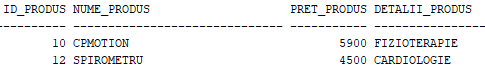 ID_PRODUS NUME_PRODUS PRET_PRODUS DETALII_PRODUS
---------- ------------------------------ ----------- ----------------
10 CPMOTION 5900 FIZIOTERAPIE
12 SPIROMETRU 4500 CARDIOLOGIE